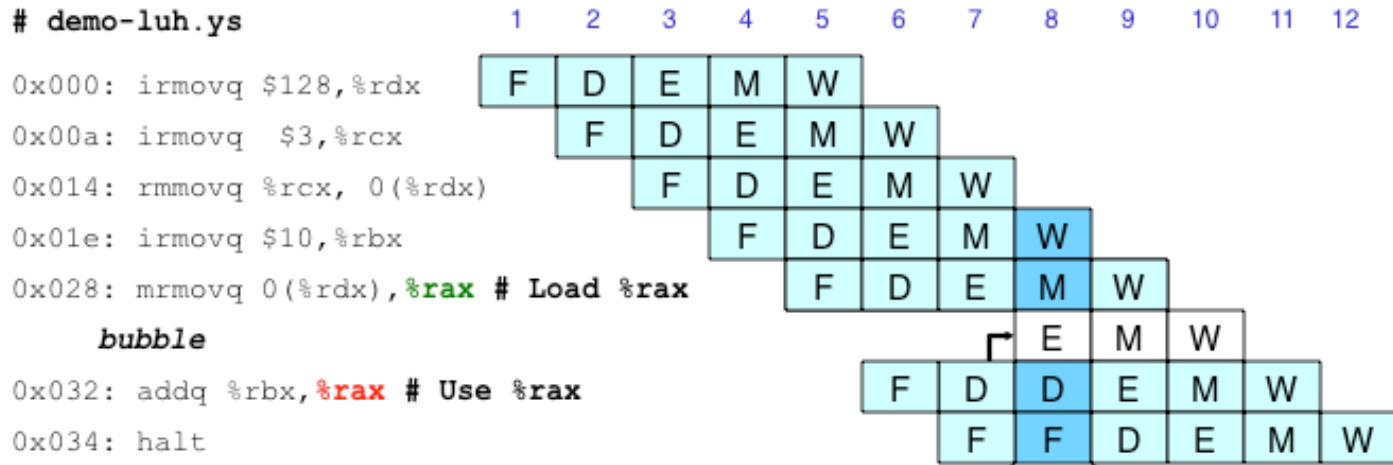 # demo-luh.ys 1 2 3 4 5 6 7 8 9 10 11 12
0x000: irmovq $128,%rdx F D E M W
0x00a: irmovq  $3,%rcx F D E M W
0x014: rmmovq %rcx, 0(%rdx) F D E M W
0x01e: irmovq $10,%rbx F D E M W
0x028: mrmovq 0(%rdx),%rax # Load %rax F D E M W
bubble E M W
0x032: addq %rbx,%rax # Use %rax F D D E M W
0x034: halt F F D E M W